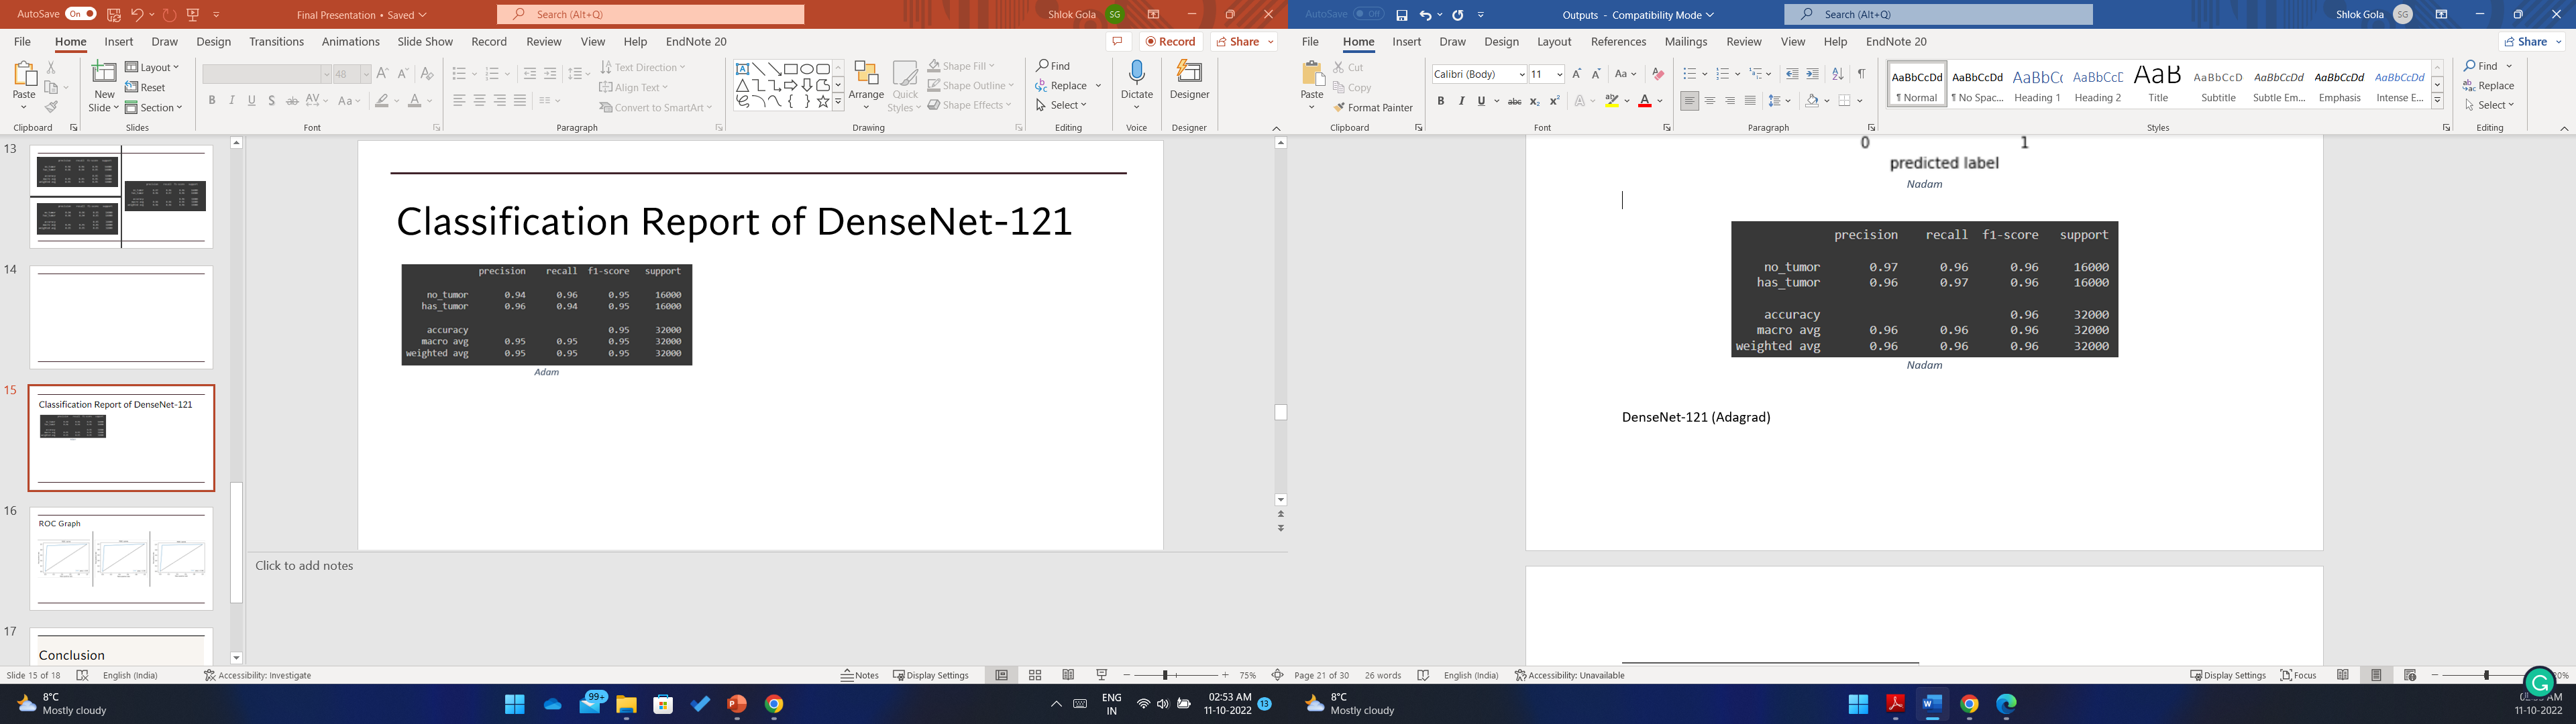 AutoSave On
Final Presentation • Saved
Search (Alt+Q)
Shlok Gola SG
File Home Insert Draw Design Transitions Animations Slide Show Record Review View Help EndNote 20
Record Share
Paste
Clipboard
New Slide
Layout
Reset
Section
Slides
48
Font
Text Direction
Align Text
Convert to SmartArt
Paragraph
Arrange
Quick Styles
Shape Fill
Shape Outline
Shape Effects
Drawing
Find
Replace
Select
Editing
Dictate
Voice
Designer
Designer
13
14
15
Classification Report of DenseNet-121
16
ROC Graph
17
Conclusion
Classification Report of DenseNet-121
precision recall f1-score support
no_tumor 0.94 0.96 0.95 16000
has_tumor 0.96 0.94 0.95 16000
accuracy 0.95 32000
macro avg 0.95 0.95 0.95 32000
weighted avg 0.95 0.95 0.95 32000
Adam
Click to add notes
Slide 15 of 18 English (India) Accessibility: Investigate Notes Display Settings 75%
8°C
Mostly cloudy
99+
ENG
IN
02:53 AM
11-10-2022
13
AutoSave Off
Outputs - Compatibility Mode
Search (Alt+Q)
Shlok Gola SG
File Home Insert Draw Design Layout References Mailings Review View Help EndNote 20
Share
Paste
Cut
Copy
Format Painter
Clipboard
Calibri (Body) 11
Font
Paragraph
AaBbCcDd ¶ Normal
AaBbCcDd ¶ No Spac...
AaBbCc Heading 1
AaBbCcE Heading 2
AaB Title
AaBbCcD Subtitle
AaBbCcDd Subtle Em...
AaBbCcDd Emphasis
AaBbCcDd Intense E...
Styles
Find
Replace
Select
Editing
0 1
predicted label
Nadam
precision recall f1-score support
no_tumor 0.97 0.96 0.96 16000
has_tumor 0.96 0.97 0.96 16000
accuracy 0.96 32000
macro avg 0.96 0.96 0.96 32000
weighted avg 0.96 0.96 0.96 32000
Nadam
DenseNet-121 (Adagrad)
Page 21 of 30 26 words English (India) Accessibility: Unavailable Display Settings Focus
8°C
Mostly cloudy
11-10-2022